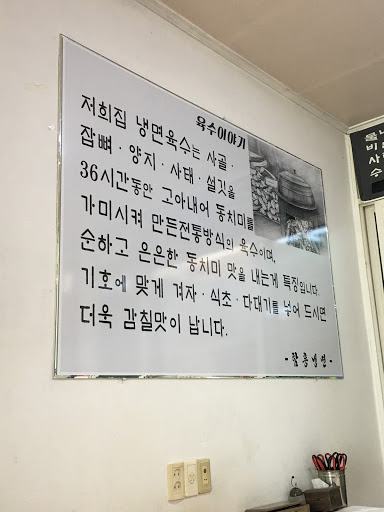 육수이야기
저희집 냉면육수는 사골·
잡뼈·양지·사태·설깃을
36시간동안 고아내어 동치미를
가미시켜 만든전통방식의 육수이며,
순하고 은은한 동치미 맛을 내는게 특징입니다.
기호에 맞게 겨자·식초·다대기를 넣어 드시면
더욱 감칠맛이 납니다.